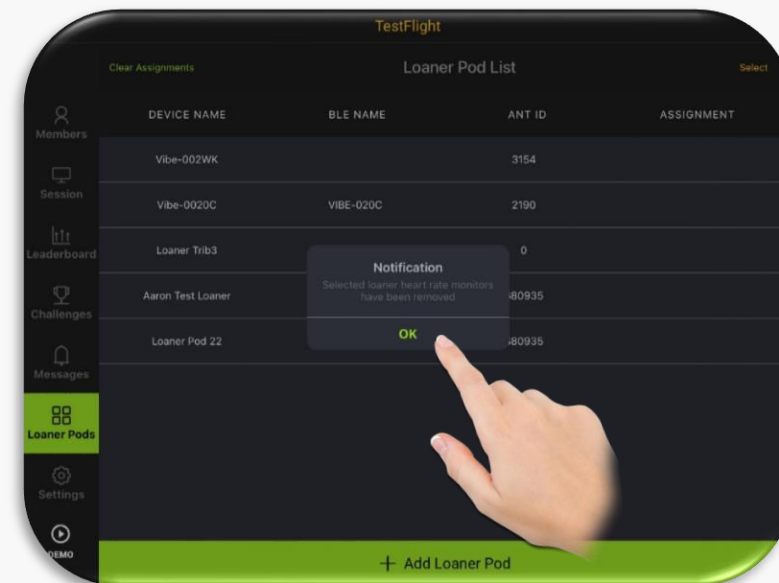 TestFlight
Clear Assignments Loaner Pod List Select
DEVICE NAME BLE NAME ANT ID ASSIGNMENT
Members
Vibe-002WK 3154
Session
Vibe-0020C VIBE-020C 2190
Leaderboard
Loaner Trib3 0
Notification
Selected loaner heart rate monitors
have been removed
Aaron Test Loaner 80935
Challenges
OK
Loaner Pod 22 80935
Messages
Loaner Pods
Settings
DEMO
+ Add Loaner Pod